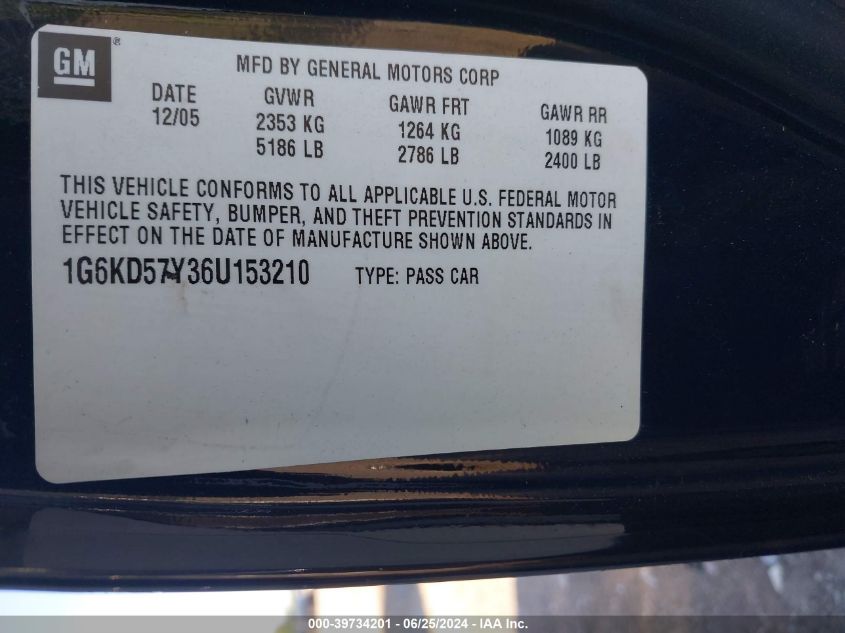 GM®
MFD BY GENERAL MOTORS CORP
DATE GVWR GAWR FRT GAWR RR
12/05 2353 KG 1264 KG 1089 KG
5186 LB 2786 LB 2400 LB
THIS VEHICLE CONFORMS TO ALL APPLICABLE U.S. FEDERAL MOTOR
VEHICLE SAFETY, BUMPER, AND THEFT PREVENTION STANDARDS IN
EFFECT ON THE DATE OF MANUFACTURE SHOWN ABOVE.
1G6KD57Y36U153210 TYPE: PASS CAR
000-39734201 - 06/25/2024 - IAA Inc.